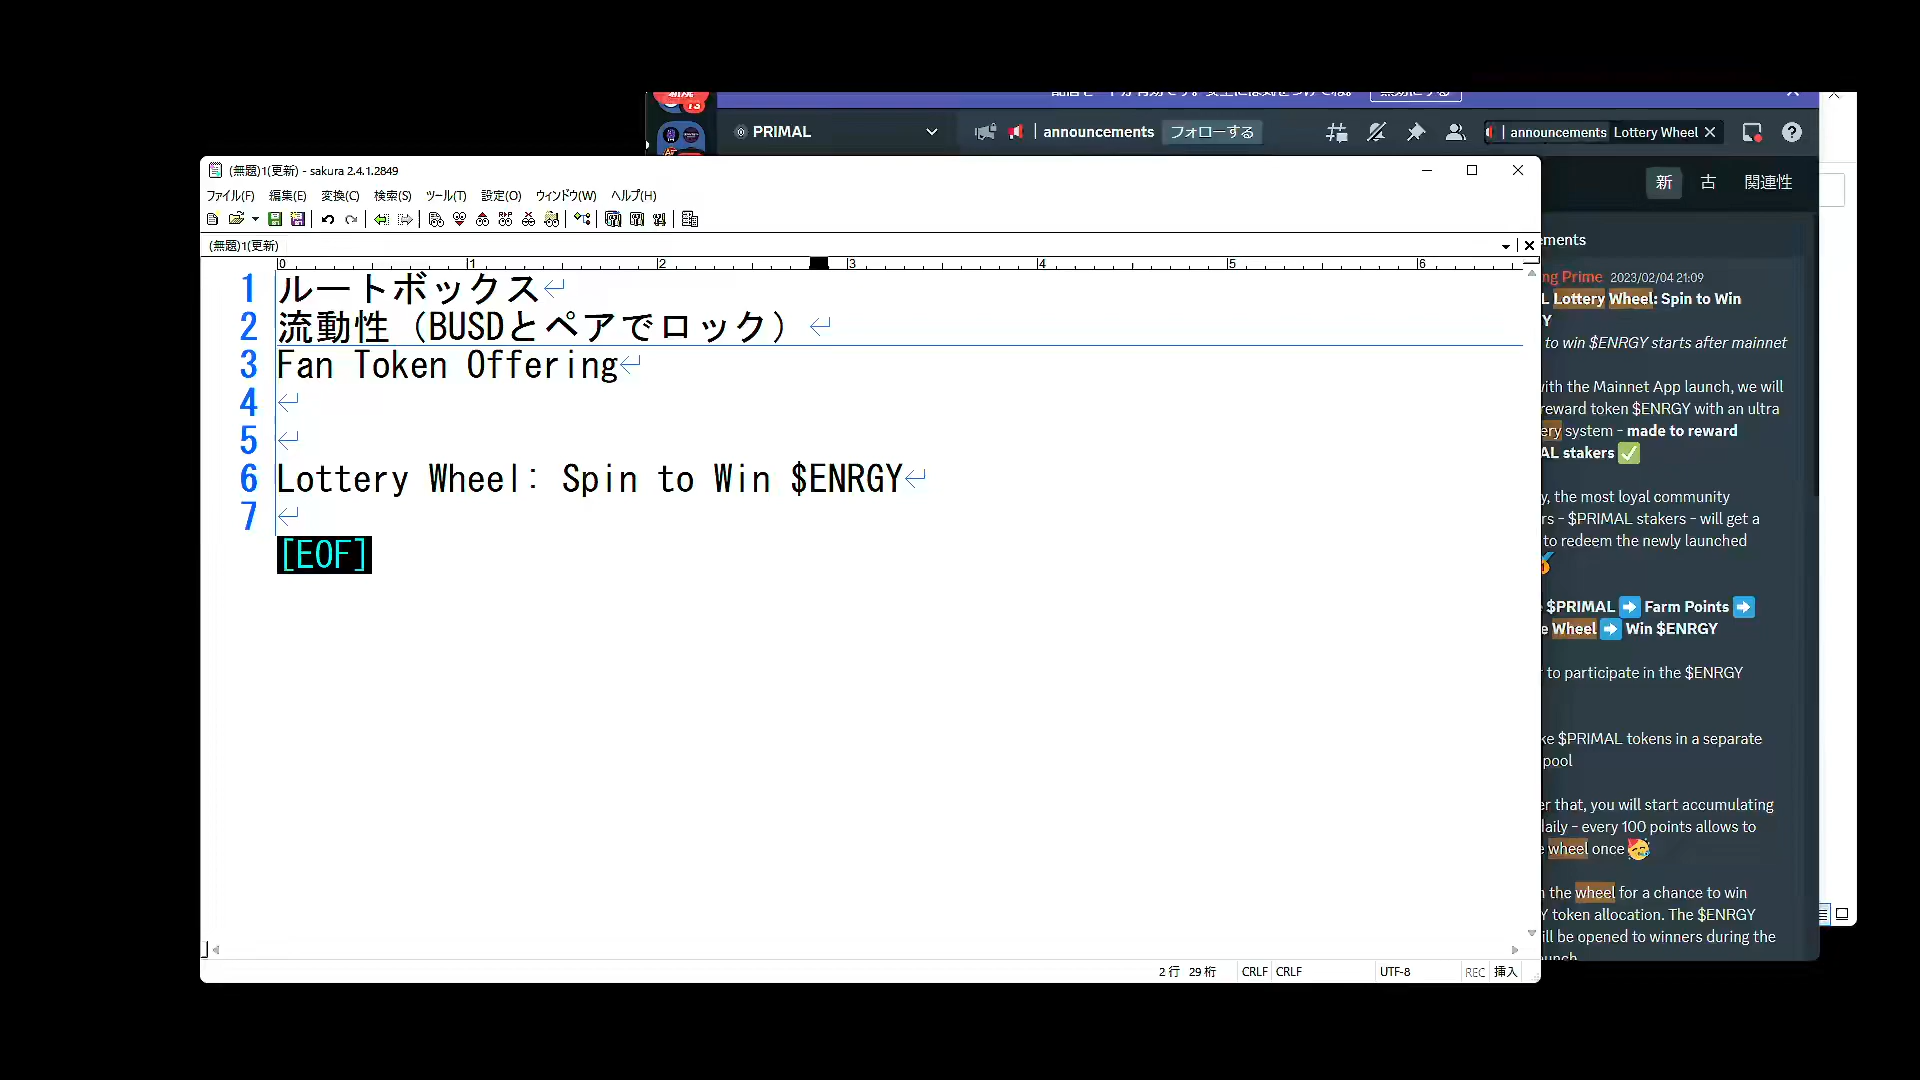 PRIMAL
announcements
フォローする
announcements Lottery Wheel
(無題)1(更新) - sakura 2.4.1.2849
ファイル(F) 編集(E) 変換(C) 検索(S) ツール(T) 設定(O) ウィンドウ(W) ヘルプ(H)
(無題)1(更新)
0 1 2 3 4 5 6
1 ルートボックス
2 流動性（BUSDとペアでロック）
3 Fan Token Offering
4
5
6 Lottery Wheel: Spin to Win $ENRGY
7
[EOF]
2 行 29 桁 CRLF CRLF UTF-8 REC 挿入
新 古 関連性
Prime 2023/02/04 21:09
Lottery Wheel: Spin to Win
to win $ENRGY starts after mainnet
the Mainnet App launch, we will
reward token $ENRGY with an ultra
system - made to reward
stakers
the most loyal community
- $PRIMAL stakers - will get a
to redeem the newly launched
$PRIMAL Farm Points
Wheel Win $ENRGY
to participate in the $ENRGY
$PRIMAL tokens in a separate
pool
that, you will start accumulating
- every 100 points allows to
wheel once
the wheel for a chance to win
token allocation. The $ENRGY
be opened to winners during the